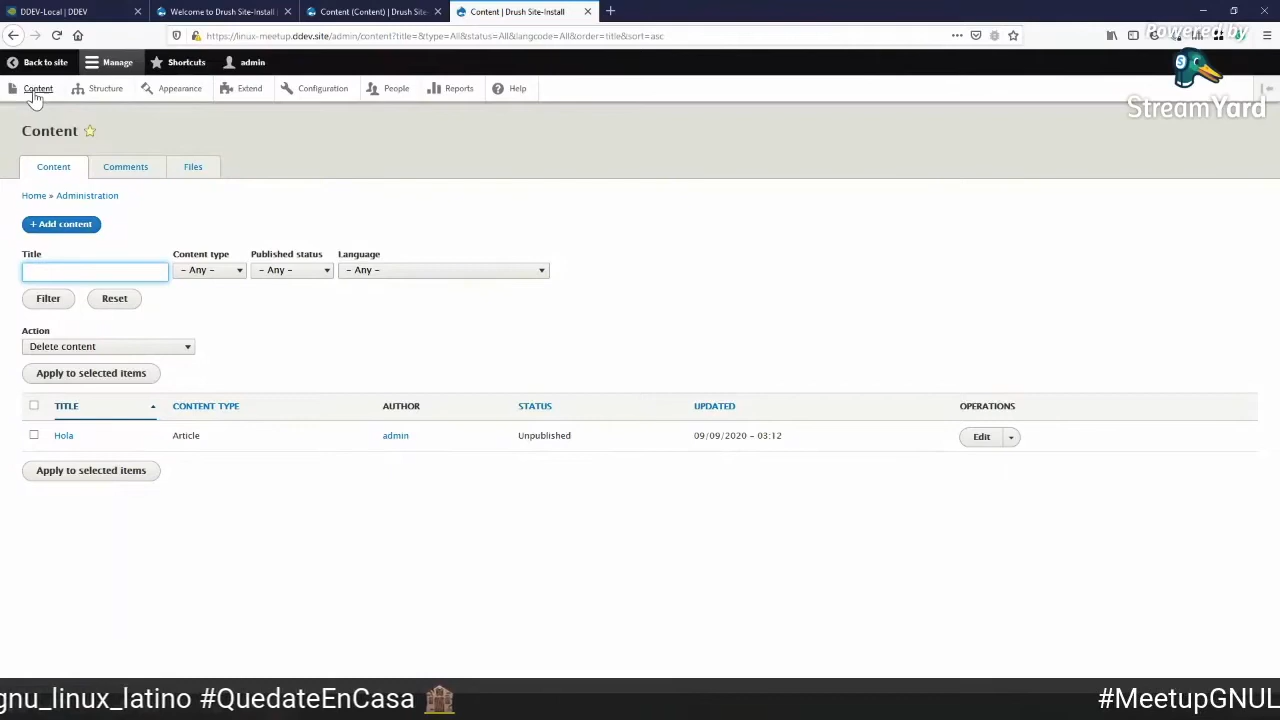 DDEV-Local | DDEV
Welcome to Drush Site-Install |
Content (Content) | Drush Site-
Content | Drush Site-Install
https://linux-meetup.ddev.site/admin/content?title=&type=All&status=All&langcode=All&order=title&sort=asc
Powered by
StreamYard
Back to site
Manage
Shortcuts
admin
Content
Structure
Appearance
Extend
Configuration
People
Reports
Help
Content
Content
Comments
Files
Home » Administration
+ Add content
Title
Content type
Published status
Language
- Any -
- Any -
- Any -
Filter
Reset
Action
Delete content
Apply to selected items
TITLE
CONTENT TYPE
AUTHOR
STATUS
UPDATED
OPERATIONS
Hola
Article
admin
Unpublished
09/09/2020 - 03:12
Edit
Apply to selected items
gnu_linux_latino #QuedateEnCasa
#MeetupGNUL